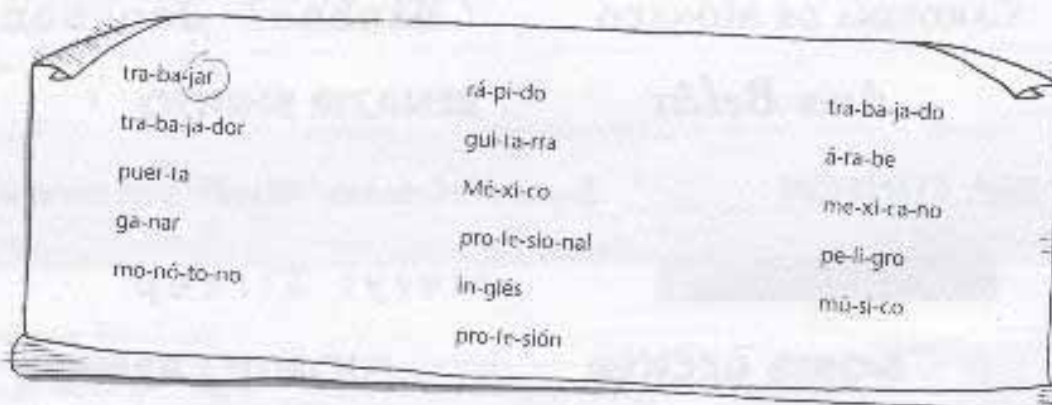 tra-ba-jar
tra-ba-ja-dor
puer-ta
ga-nar
mo-nó-to-no
rá-pi-do
gui-ta-rra
Mé-xi-co
pro-fe-sio-nal
in-glés
pro-fe-sión
tra-ba-ja-do
á-ra-be
me-xi-ca-no
pe-li-gro
mú-si-co